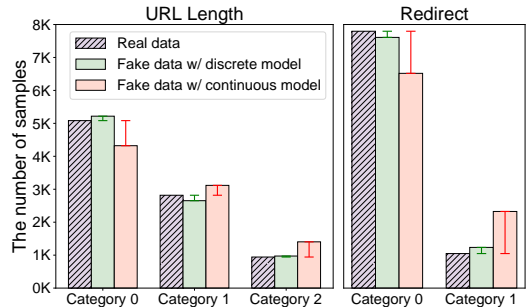 URL Length
Redirect
The number of samples
8K
7K
6K
5K
4K
3K
2K
1K
0K
Real data
Fake data w/ discrete model
Fake data w/ continuous model
Category 0
Category 1
Category 2
Category 0
Category 1